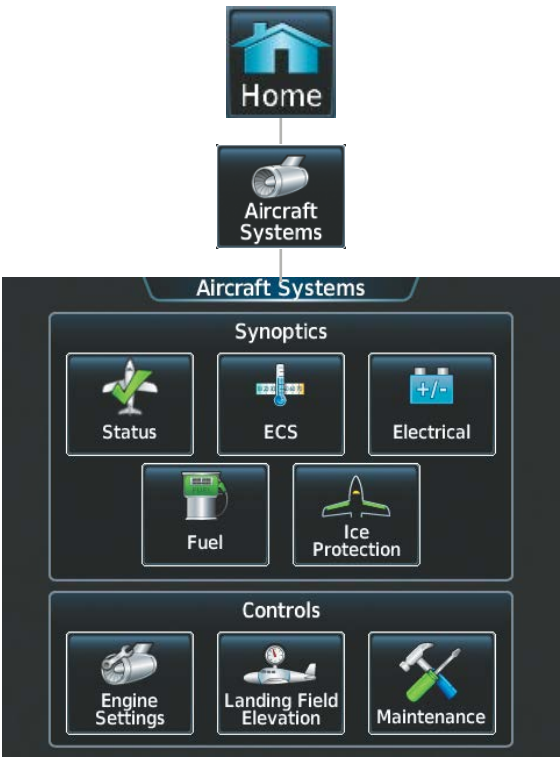 Home
Aircraft
Systems
Aircraft Systems
Synoptics
Status
ECS
+/-
Electrical
Fuel
Ice
Protection
Controls
Engine
Settings
Landing Field
Elevation
Maintenance